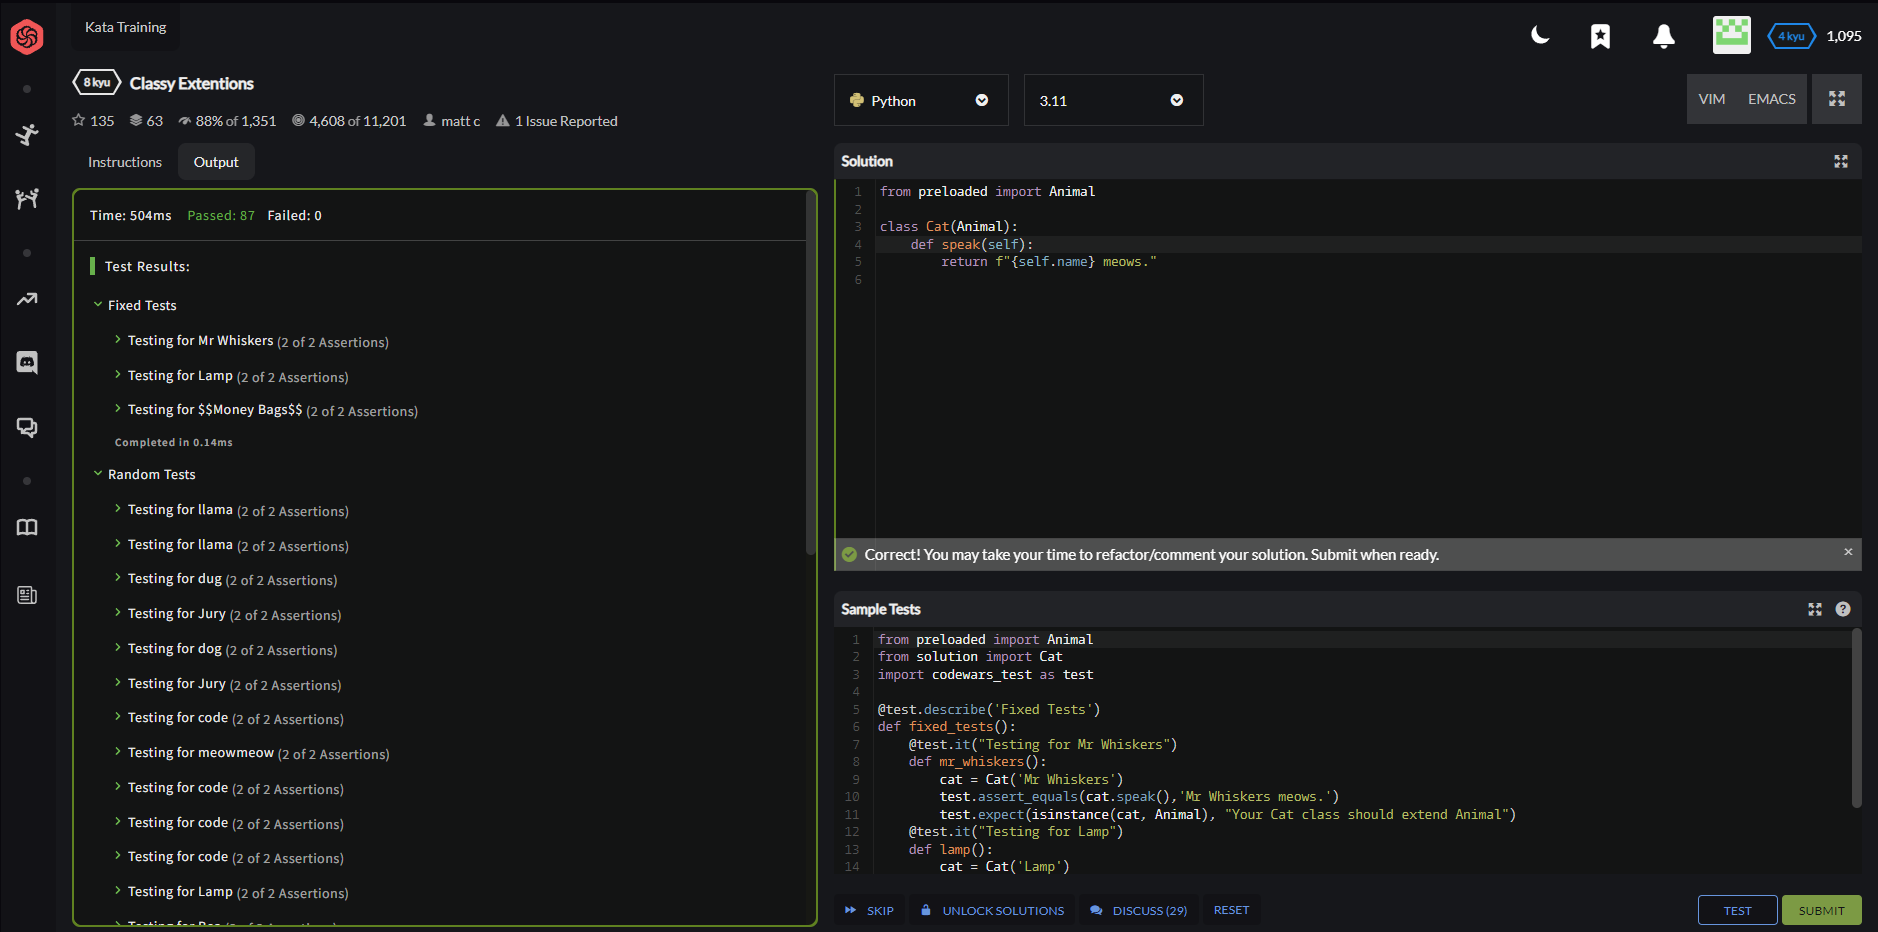 Kata Training
4 kyu 1,095
8 kyu Classy Extentions
135 63 88% of 1,351 4,608 of 11,201 matt c 1 Issue Reported
Instructions Output
Time: 504ms Passed: 87 Failed: 0
Test Results:
Fixed Tests
Testing for Mr Whiskers (2 of 2 Assertions)
Testing for Lamp (2 of 2 Assertions)
Testing for $$Money Bags$$ (2 of 2 Assertions)
Completed in 0.14ms
Random Tests
Testing for llama (2 of 2 Assertions)
Testing for llama (2 of 2 Assertions)
Testing for dug (2 of 2 Assertions)
Testing for Jury (2 of 2 Assertions)
Testing for dog (2 of 2 Assertions)
Testing for Jury (2 of 2 Assertions)
Testing for code (2 of 2 Assertions)
Testing for meowmeow (2 of 2 Assertions)
Testing for code (2 of 2 Assertions)
Testing for code (2 of 2 Assertions)
Testing for code (2 of 2 Assertions)
Testing for Lamp (2 of 2 Assertions)
Python 3.11 VIM EMACS
Solution
1 from preloaded import Animal
2
3 class Cat(Animal):
4 def speak(self):
5 return f"{self.name} meows."
6
Correct! You may take your time to refactor/comment your solution. Submit when ready. ×
Sample Tests ?
1 from preloaded import Animal
2 from solution import Cat
3 import codewars_test as test
4
5 @test.describe('Fixed Tests')
6 def fixed_tests():
7 @test.it("Testing for Mr Whiskers")
8 def mr_whiskers():
9 cat = Cat('Mr Whiskers')
10 test.assert_equals(cat.speak(),'Mr Whiskers meows.')
11 test.expect(isinstance(cat, Animal), "Your Cat class should extend Animal")
12 @test.it("Testing for Lamp")
13 def lamp():
14 cat = Cat('Lamp')
SKIP UNLOCK SOLUTIONS DISCUSS (29) RESET TEST SUBMIT